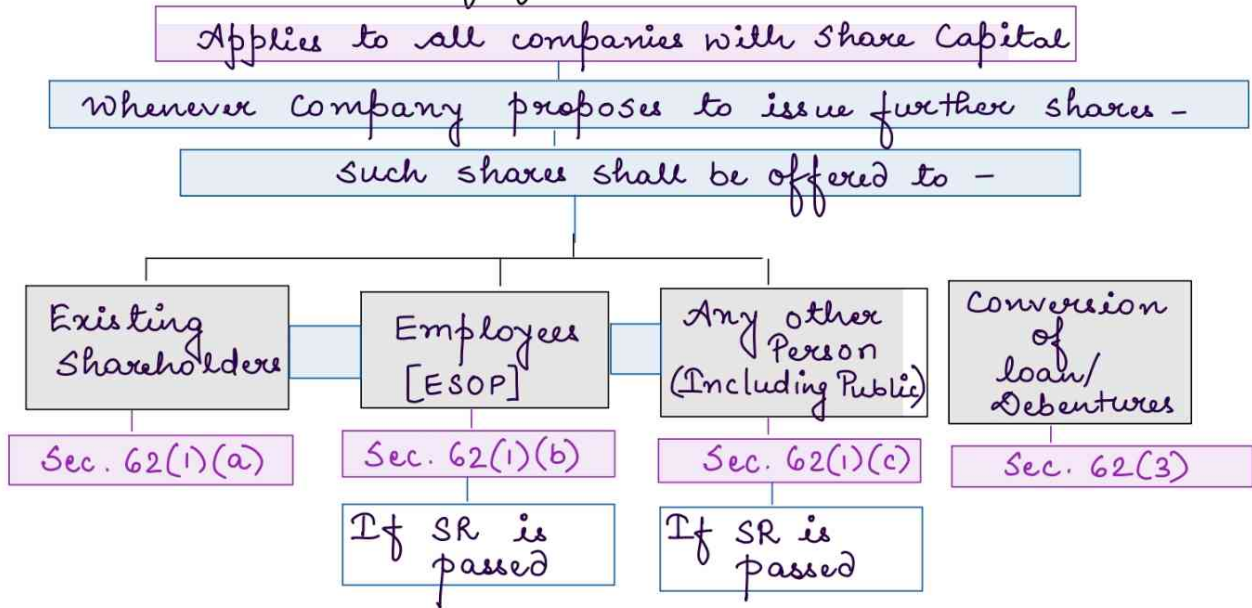 Applies to all companies with Share Capital
Whenever Company proposes to issue further shares -
Such shares shall be offered to -
Existing
Shareholders
Employees
[ESOP]
Any other
Person
(Including Public)
Conversion
of
loan/
Debentures
Sec. 62(1)(a)
Sec. 62(1)(b)
Sec. 62(1)(c)
Sec. 62(3)
If SR is
passed
If SR is
passed